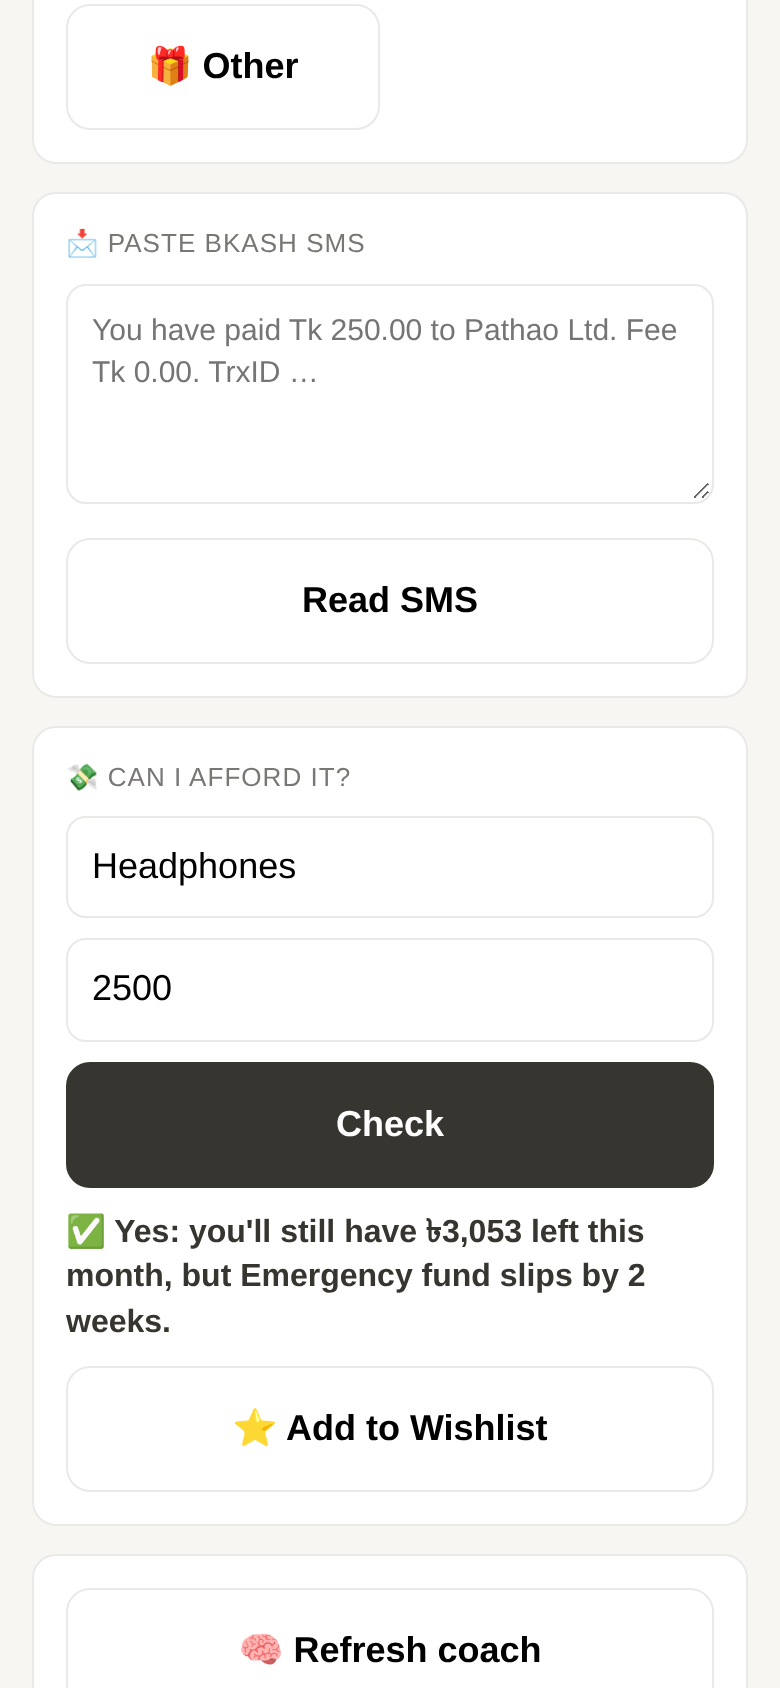 🎁 Other
📩 PASTE BKASH SMS
You have paid Tk 250.00 to Pathao Ltd. Fee
Tk 0.00. TrxID …
Read SMS
💸 CAN I AFFORD IT?
Headphones
2500
Check
✅ Yes: you'll still have ৳3,053 left this
month, but Emergency fund slips by 2
weeks.
⭐ Add to Wishlist
🧠 Refresh coach